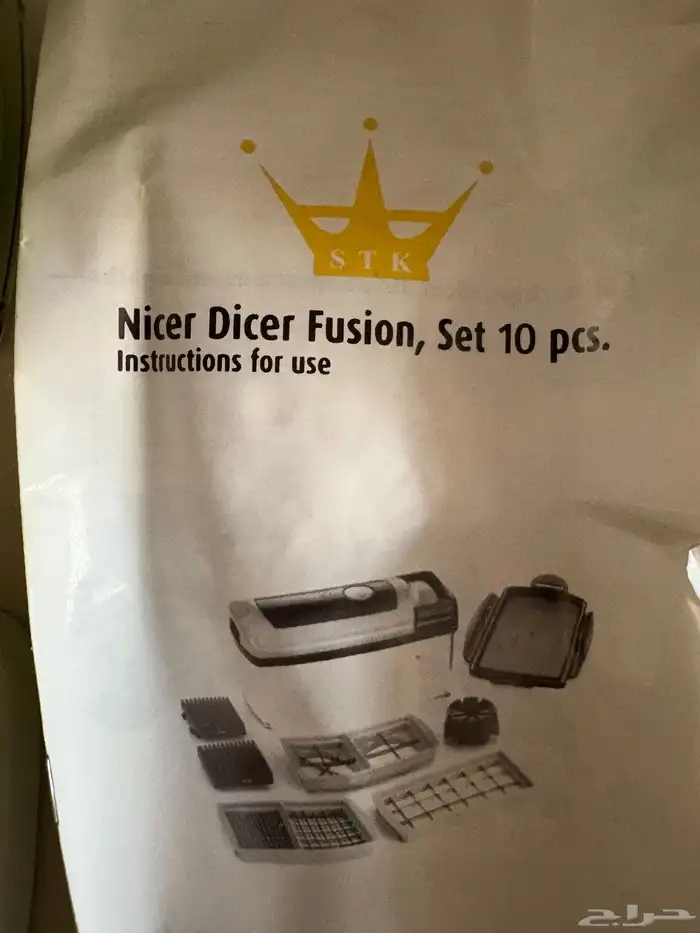 STK
Nicer Dicer Fusion, Set 10 pcs.
Instructions for use
حراج